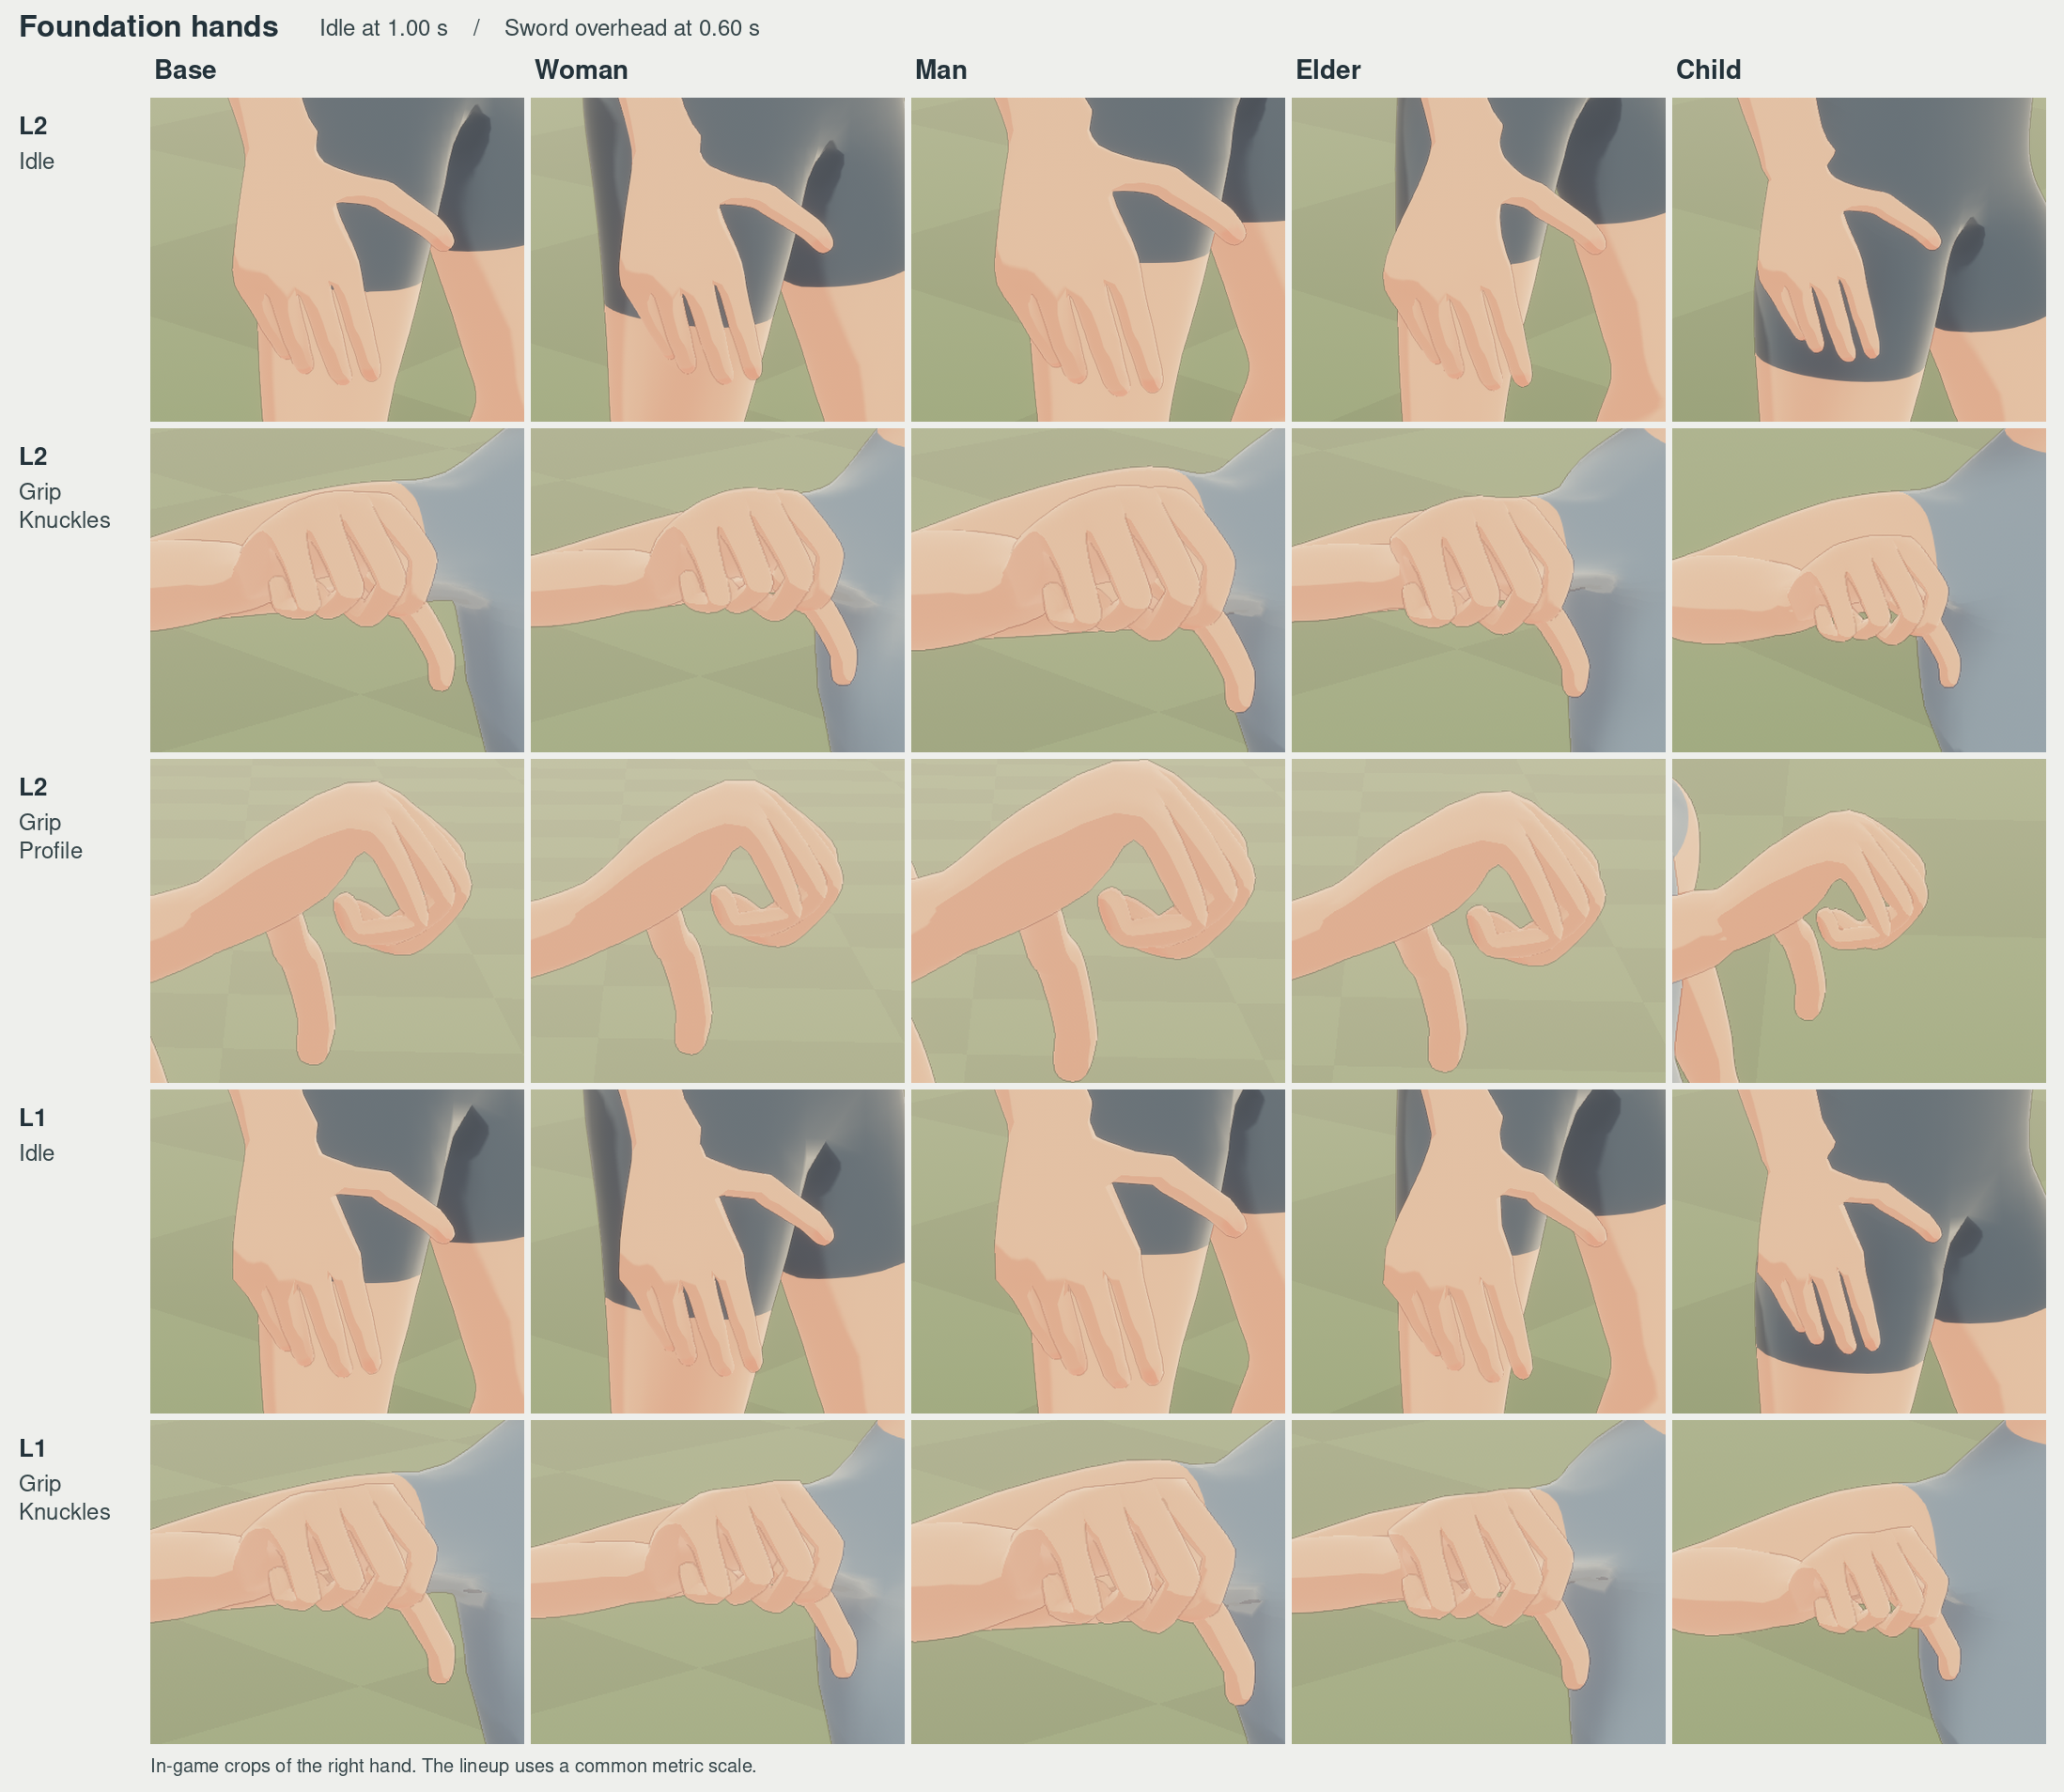 Foundation hands Idle at 1.00 s / Sword overhead at 0.60 s
Base Woman Man Elder Child
L2
Idle
L2
Grip
Knuckles
L2
Grip
Profile
L1
Idle
L1
Grip
Knuckles
In-game crops of the right hand. The lineup uses a common metric scale.